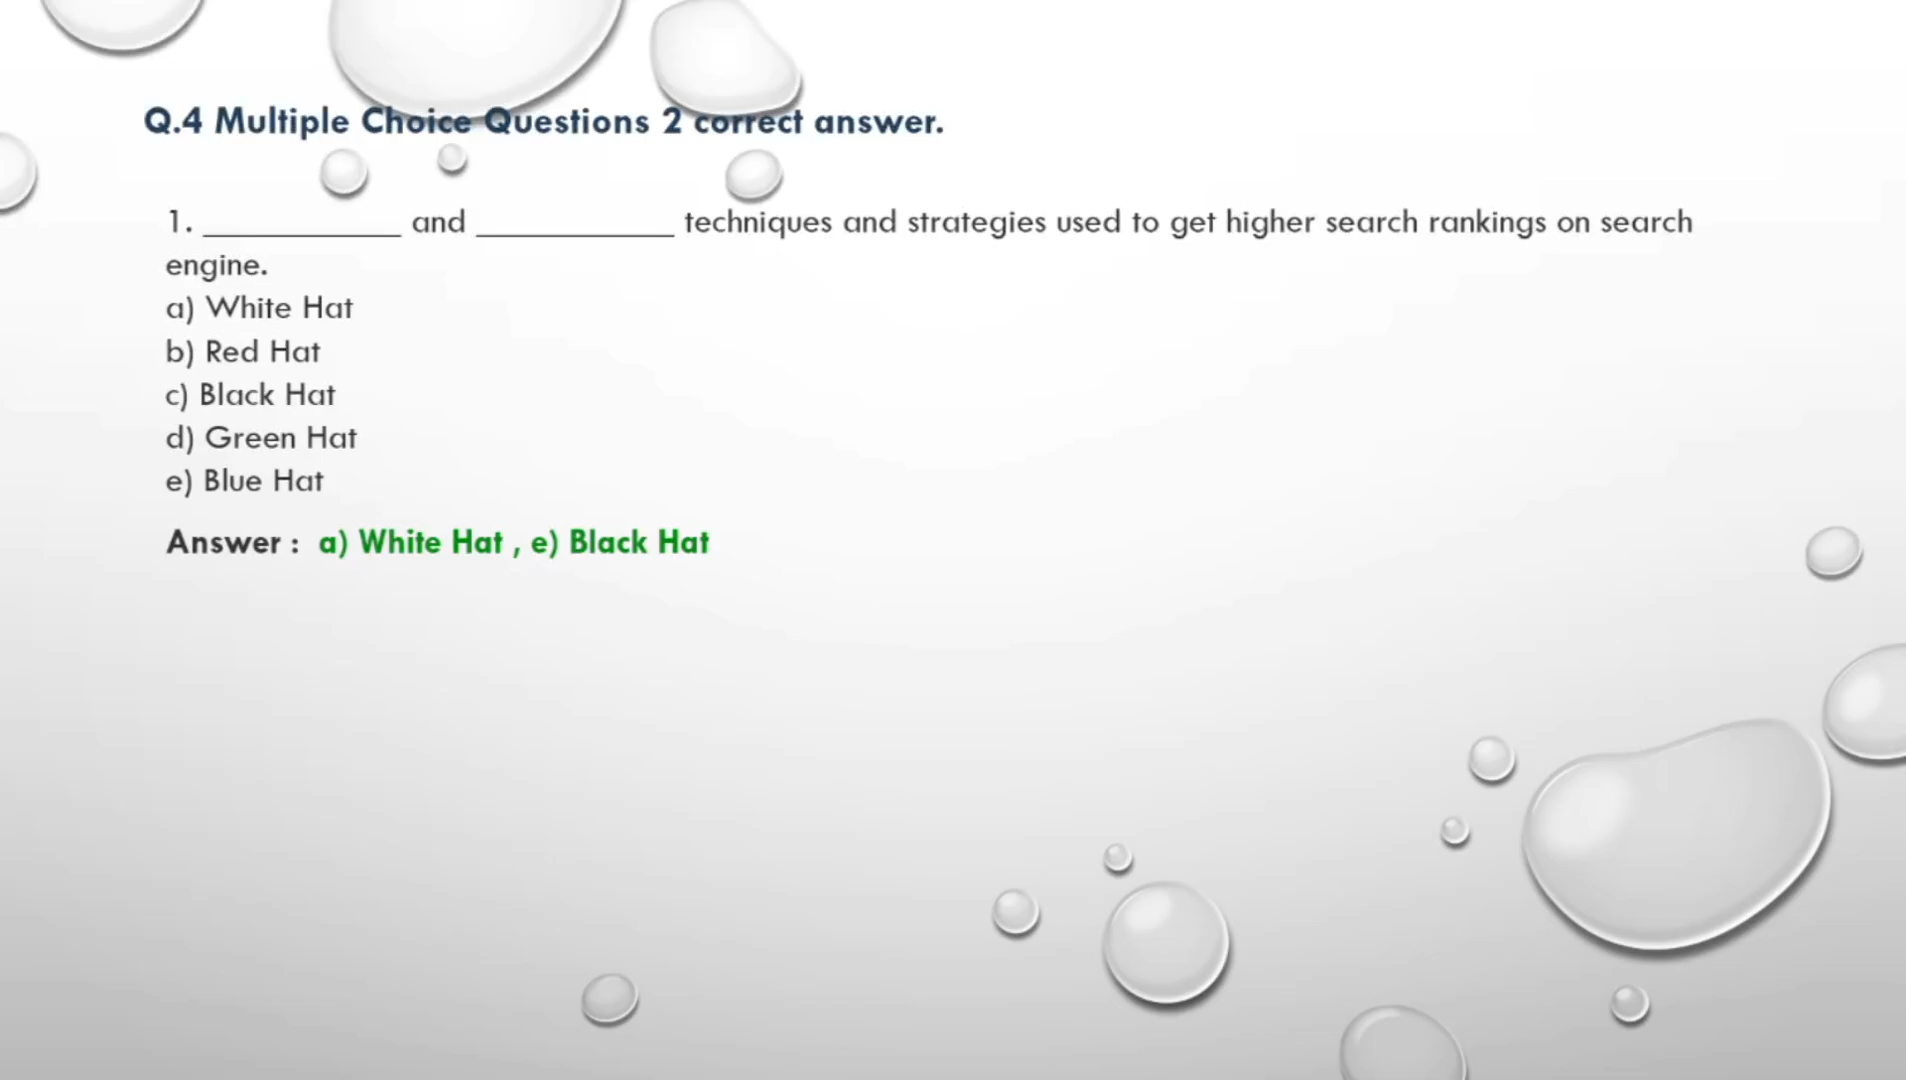 Q.4 Multiple Choice Questions 2 correct answer.
1. ____________ and ____________ techniques and strategies used to get higher search rankings on search
engine.
a) White Hat
b) Red Hat
c) Black Hat
d) Green Hat
e) Blue Hat
Answer : a) White Hat , e) Black Hat